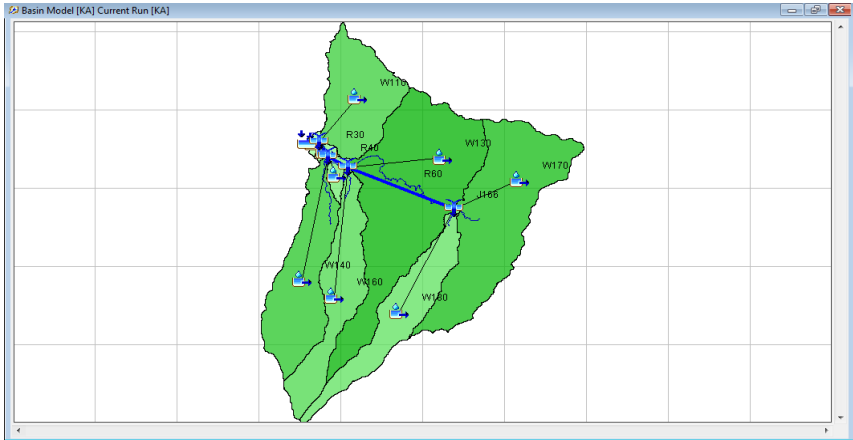 Basin Model [KA] Current Run [KA]
W110
R30
R40
W130
R60
W170
J166
W140
W160
W180